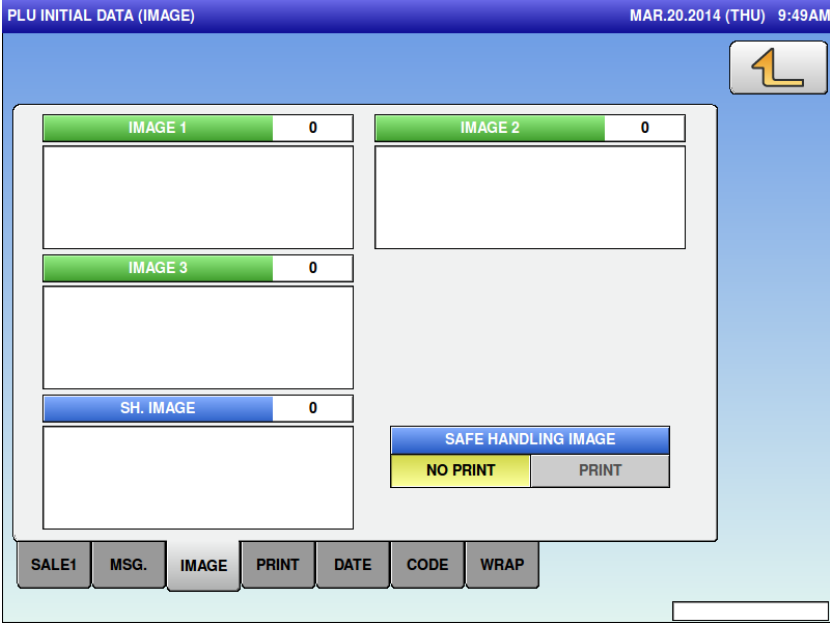 PLU INITIAL DATA (IMAGE) MAR.20.2014 (THU) 9:49AM
IMAGE 1 0 IMAGE 2 0
IMAGE 3 0
SH. IMAGE 0
SAFE HANDLING IMAGE
NO PRINT PRINT
SALE1 MSG. IMAGE PRINT DATE CODE WRAP